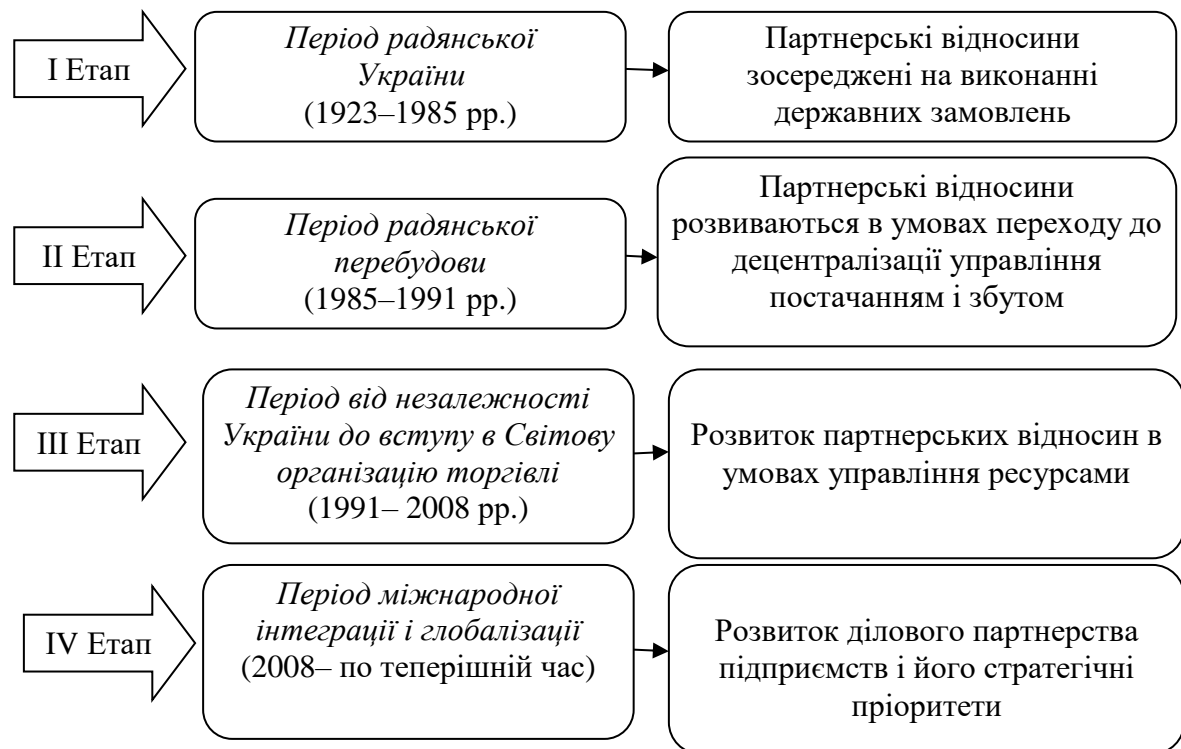 І Етап
Період радянської
України
(1923–1985 рр.)
Партнерські відносини
зосереджені на виконанні
державних замовлень
ІІ Етап
Період радянської
перебудови
(1985–1991 рр.)
Партнерські відносини
розвиваються в умовах переходу до
децентралізації управління
постачанням і збутом
ІІІ Етап
Період від незалежності
України до вступу в Світову
організацію торгівлі
(1991– 2008 рр.)
Розвиток партнерських відносин в
умовах управління ресурсами
IV Етап
Період міжнародної
інтеграції і глобалізації
(2008– по теперішній час)
Розвиток ділового партнерства
підприємств і його стратегічні
пріоритети